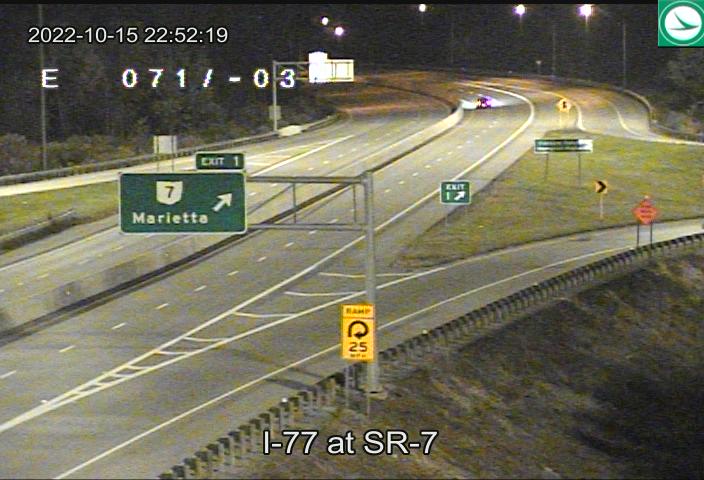 2022-10-15 22:52:19
E 071/-03
EXIT 1
7
Marietta
EXIT
1
RAMP
25
MPH
I-77 at SR-7